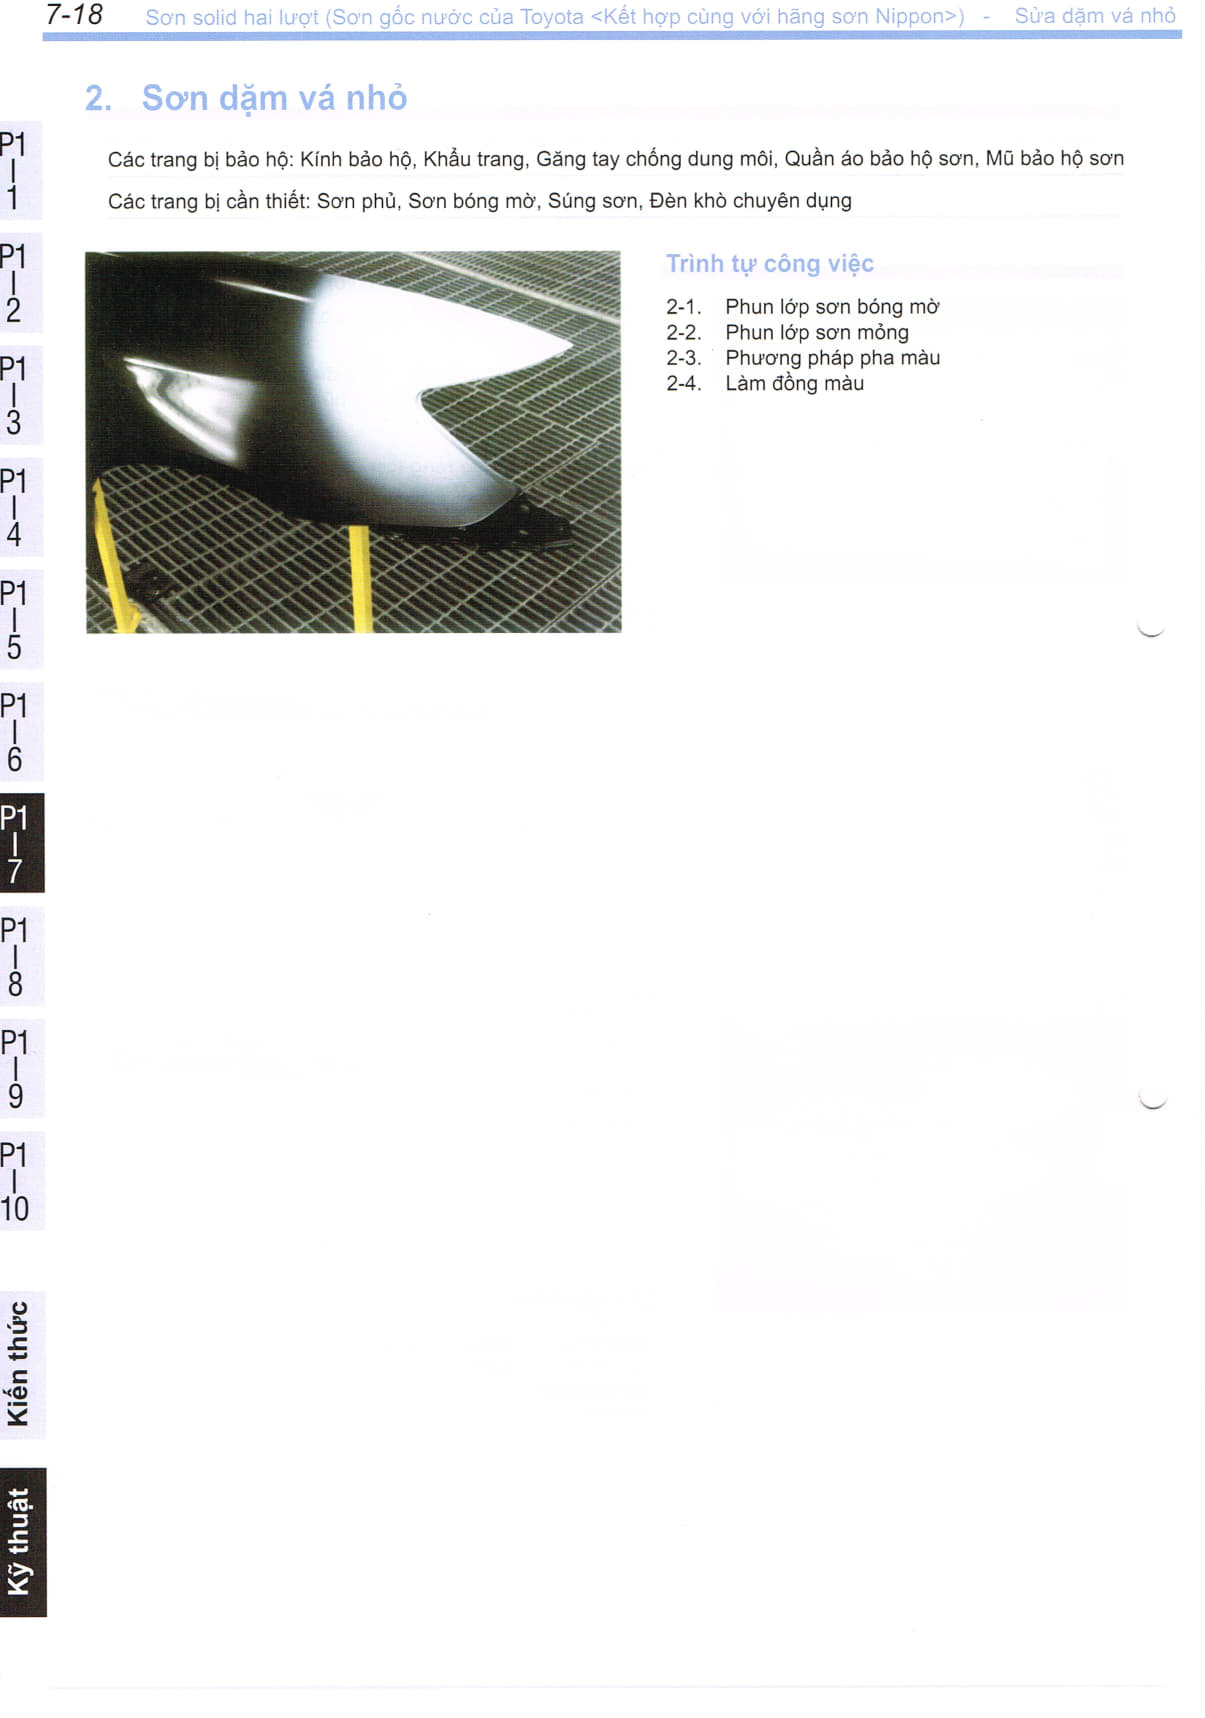 7-18 Sơn solid hai lượt (Sơn gốc nước của Toyota <Kết hợp cùng với hãng sơn Nippon>) - Sửa dặm vá nhỏ
2. Sơn dặm vá nhỏ
Các trang bị bảo hộ: Kính bảo hộ, Khẩu trang, Găng tay chống dung môi, Quần áo bảo hộ sơn, Mũ bảo hộ sơn
Các trang bị cần thiết: Sơn phủ, Sơn bóng mờ, Súng sơn, Đèn khò chuyên dụng
Trình tự công việc
2-1. Phun lớp sơn bóng mờ
2-2. Phun lớp sơn mỏng
2-3. Phương pháp pha màu
2-4. Làm đồng màu
P1
1
P1
2
P1
3
P1
4
P1
5
P1
6
P1
7
P1
8
P1
9
P1
10
Kiến thức
Kỹ thuật